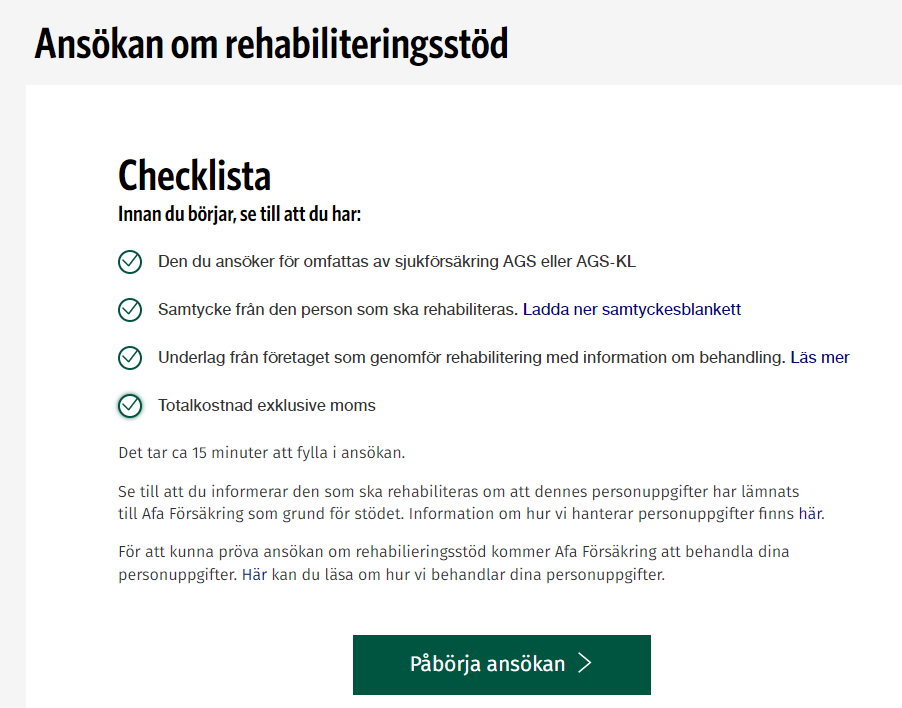 Ansökan om rehabiliteringsstöd
Checklista
Innan du börjar, se till att du har:
Den du ansöker för omfattas av sjukförsäkring AGS eller AGS-KL
Samtycke från den person som ska rehabiliteras. Ladda ner samtyckesblankett
Underlag från företaget som genomför rehabilitering med information om behandling. Läs mer
Totalkostnad exklusive moms
Det tar ca 15 minuter att fylla i ansökan.
Se till att du informerar den som ska rehabiliteras om att dennes personuppgifter har lämnats
till Afa Försäkring som grund för stödet. Information om hur vi hanterar personuppgifter finns här.
För att kunna pröva ansökan om rehabilieringsstöd kommer Afa Försäkring att behandla dina
personuppgifter. Här kan du läsa om hur vi behandlar dina personuppgifter.
Påbörja ansökan